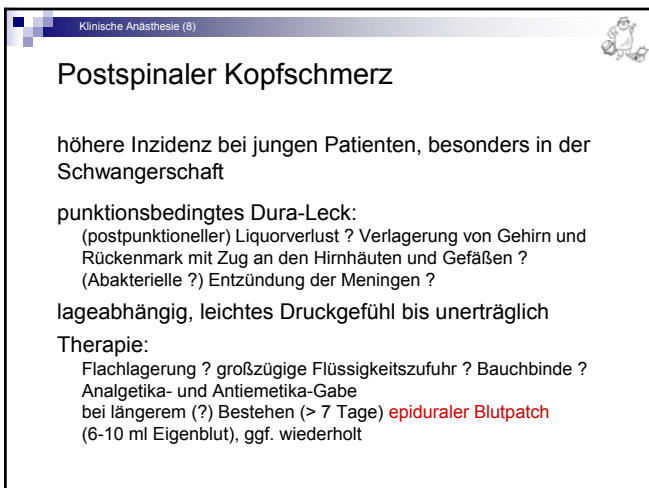 Klinische Anästhesie (8)
Postspinaler Kopfschmerz
höhere Inzidenz bei jungen Patienten, besonders in der
Schwangerschaft
punktionsbedingtes Dura-Leck:
(postpunktioneller) Liquorverlust ? Verlagerung von Gehirn und
Rückenmark mit Zug an den Hirnhäuten und Gefäßen ?
(Abakterielle ?) Entzündung der Meningen ?
lageabhängig, leichtes Druckgefühl bis unerträglich
Therapie:
Flachlagerung ? großzügige Flüssigkeitszufuhr ? Bauchbinde ?
Analgetika- und Antiemetika-Gabe
bei längerem (?) Bestehen (> 7 Tage) epiduraler Blutpatch
(6-10 ml Eigenblut), ggf. wiederholt